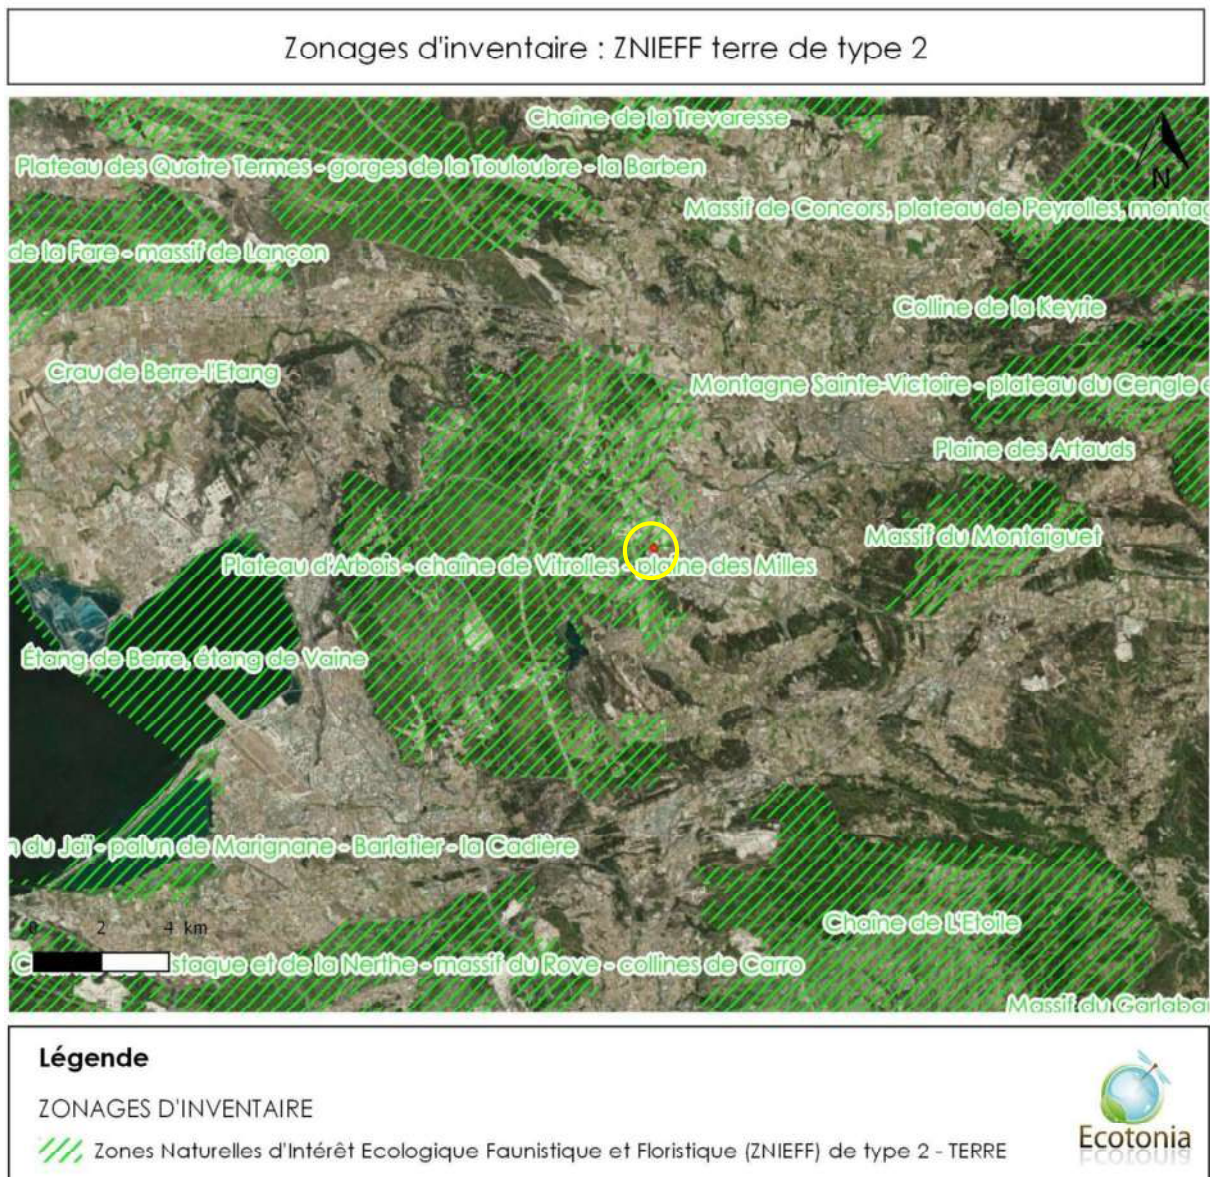 Zonages d'inventaire : ZNIEFF terre de type 2
Chaîne de la Trevaresse
Plateau des Quatre Termes - gorges de la Touloubre - la Barben
N
Massif de Concors, plateau de Peyrolles, montag
de la Fare - massif de Lançon
Colline de la Keyrie
Crau de Berre-l'Etang
Montagne Sainte-Victoire - plateau du Cengle e
Plaine des Artauds
Massif du Montaiguet
Plateau d'Arbois - chaîne de Vitrolles - plaine des Milles
Étang de Berre, étang de Vaïne
n du Jaï - palun de Marignane - Barlatier - la Cadière
Chaîne de L'Etoile
0 2 4 km
C staque et de la Nerthe - massif du Rove - collines de Carro
Massif du Garlaba
Légende
ZONAGES D'INVENTAIRE
Zones Naturelles d'Intérêt Ecologique Faunistique et Floristique (ZNIEFF) de type 2 - TERRE
Ecotonia